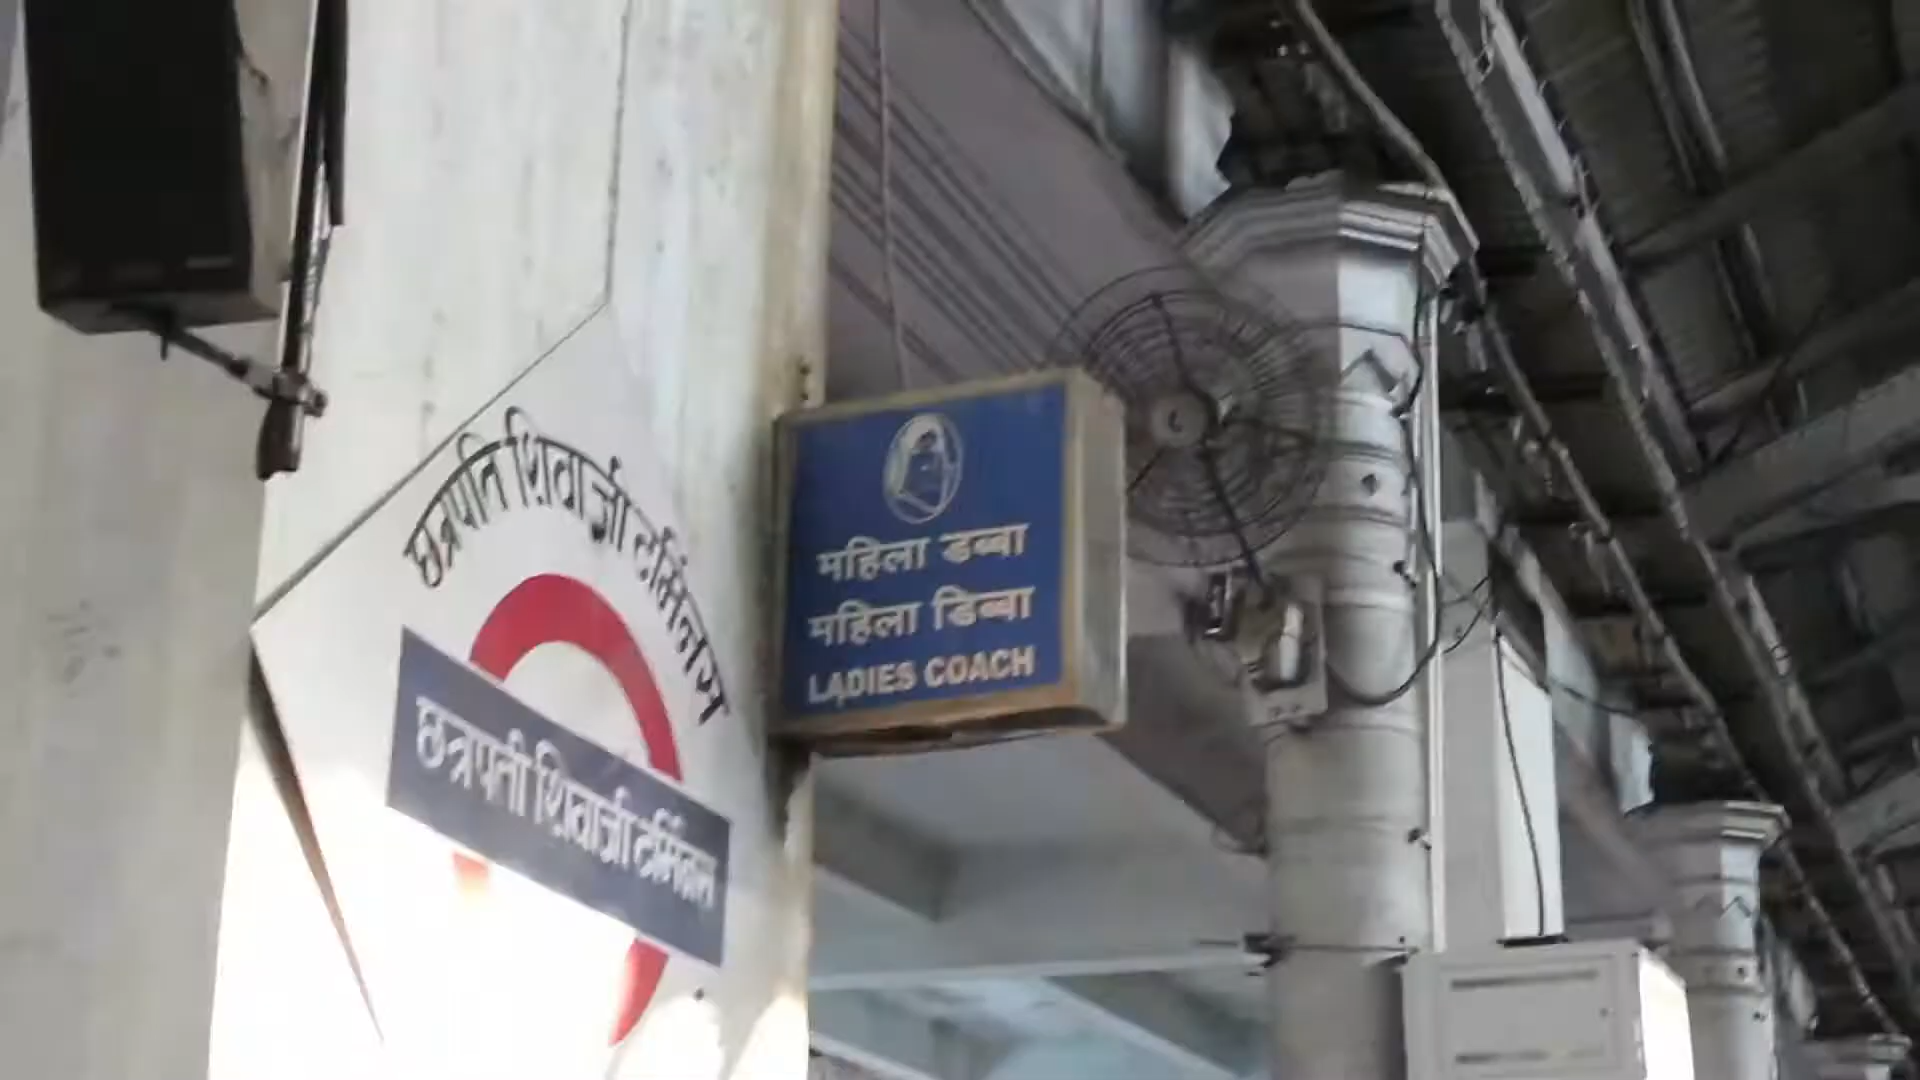 छत्रपति शिवाजी टर्मिनस
छत्रपती शिवाजी टर्मिनस
महिला डब्बा
महिला डिब्बा
LADIES COACH